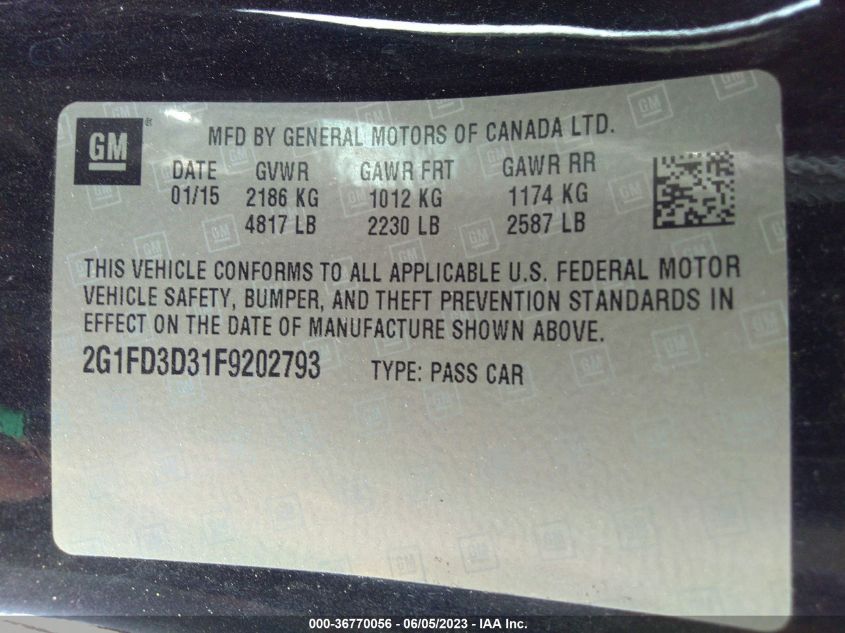 GM
MFD BY GENERAL MOTORS OF CANADA LTD.
DATE GVWR GAWR FRT GAWR RR
01/15 2186 KG 1012 KG 1174 KG
4817 LB 2230 LB 2587 LB
THIS VEHICLE CONFORMS TO ALL APPLICABLE U.S. FEDERAL MOTOR
VEHICLE SAFETY, BUMPER, AND THEFT PREVENTION STANDARDS IN
EFFECT ON THE DATE OF MANUFACTURE SHOWN ABOVE.
2G1FD3D31F9202793 TYPE: PASS CAR
000-36770056 - 06/05/2023 - IAA Inc.